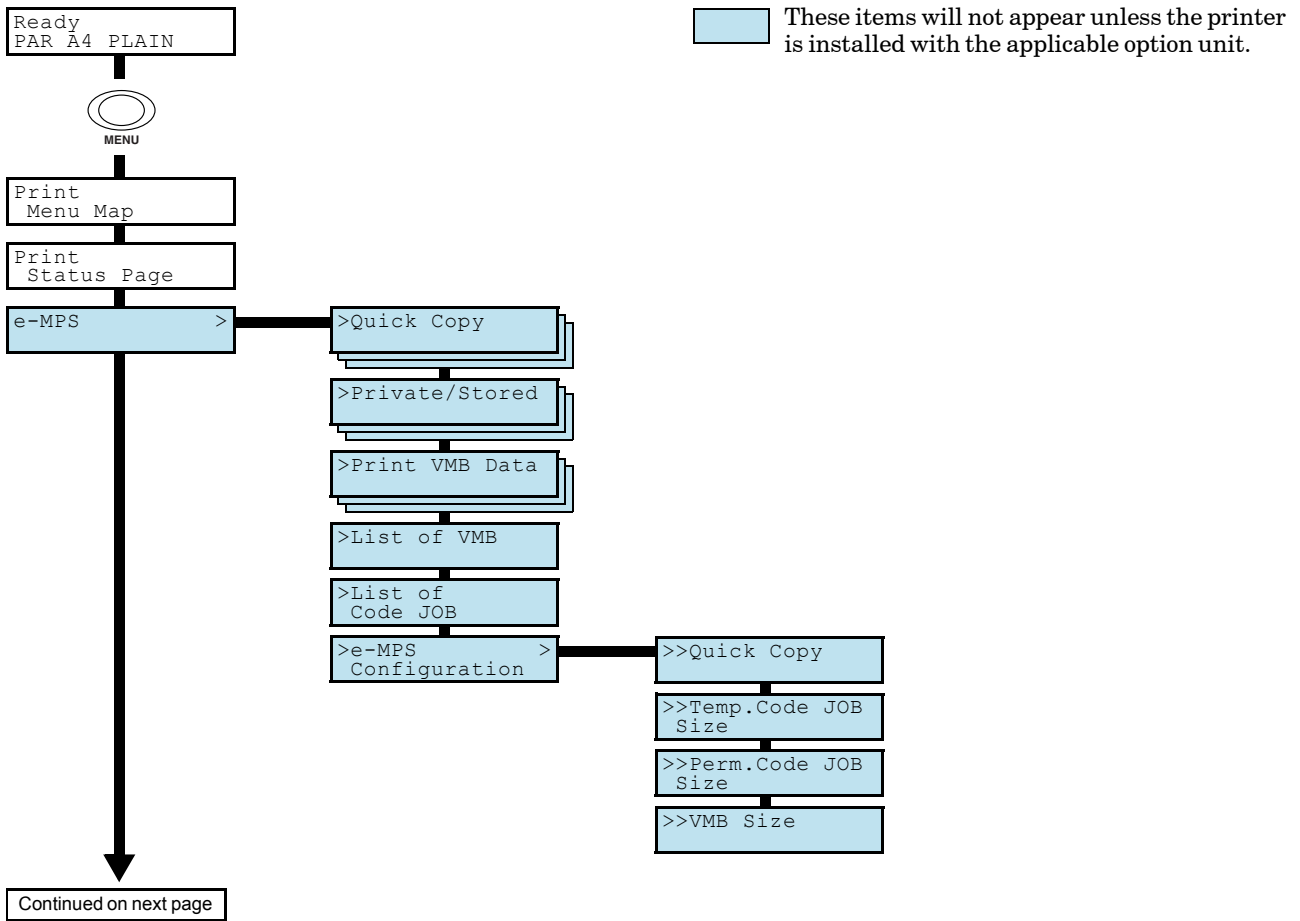 Ready
PAR A4 PLAIN
These items will not appear unless the printer
is installed with the applicable option unit.
MENU
Print
Menu Map
Print
Status Page
e-MPS >
>Quick Copy
>Private/Stored
>Print VMB Data
>List of VMB
>List of
Code JOB
>e-MPS >
Configuration
>>Quick Copy
>>Temp.Code JOB
Size
>>Perm.Code JOB
Size
>>VMB Size
Continued on next page